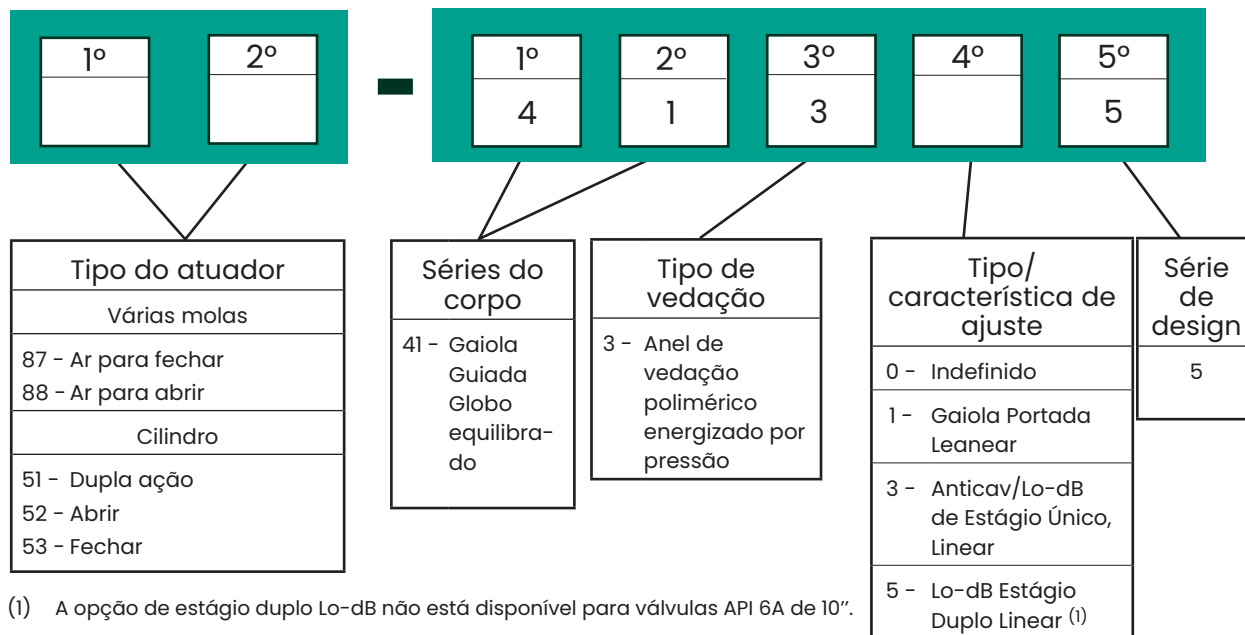 1º
2º
-
1º
2º
3º
4º
5º
4
1
3
5
Tipo do atuador
Várias molas
87 - Ar para fechar
88 - Ar para abrir
Cilindro
51 - Dupla ação
52 - Abrir
53 - Fechar
Séries do
corpo
41 - Gaiola
Guiada
Globo
equilibra-
do
Tipo de
vedação
3 - Anel de
vedação
polimérico
energizado por
pressão
Tipo/
característica de
ajuste
0 - Indefinido
1 - Gaiola Portada
Leanear
3 - Anticav/Lo-dB
de Estágio Único,
Linear
5 - Lo-dB Estágio
Duplo Linear (1)
Série
de
design
5
(1) A opção de estágio duplo Lo-dB não está disponível para válvulas API 6A de 10’’.